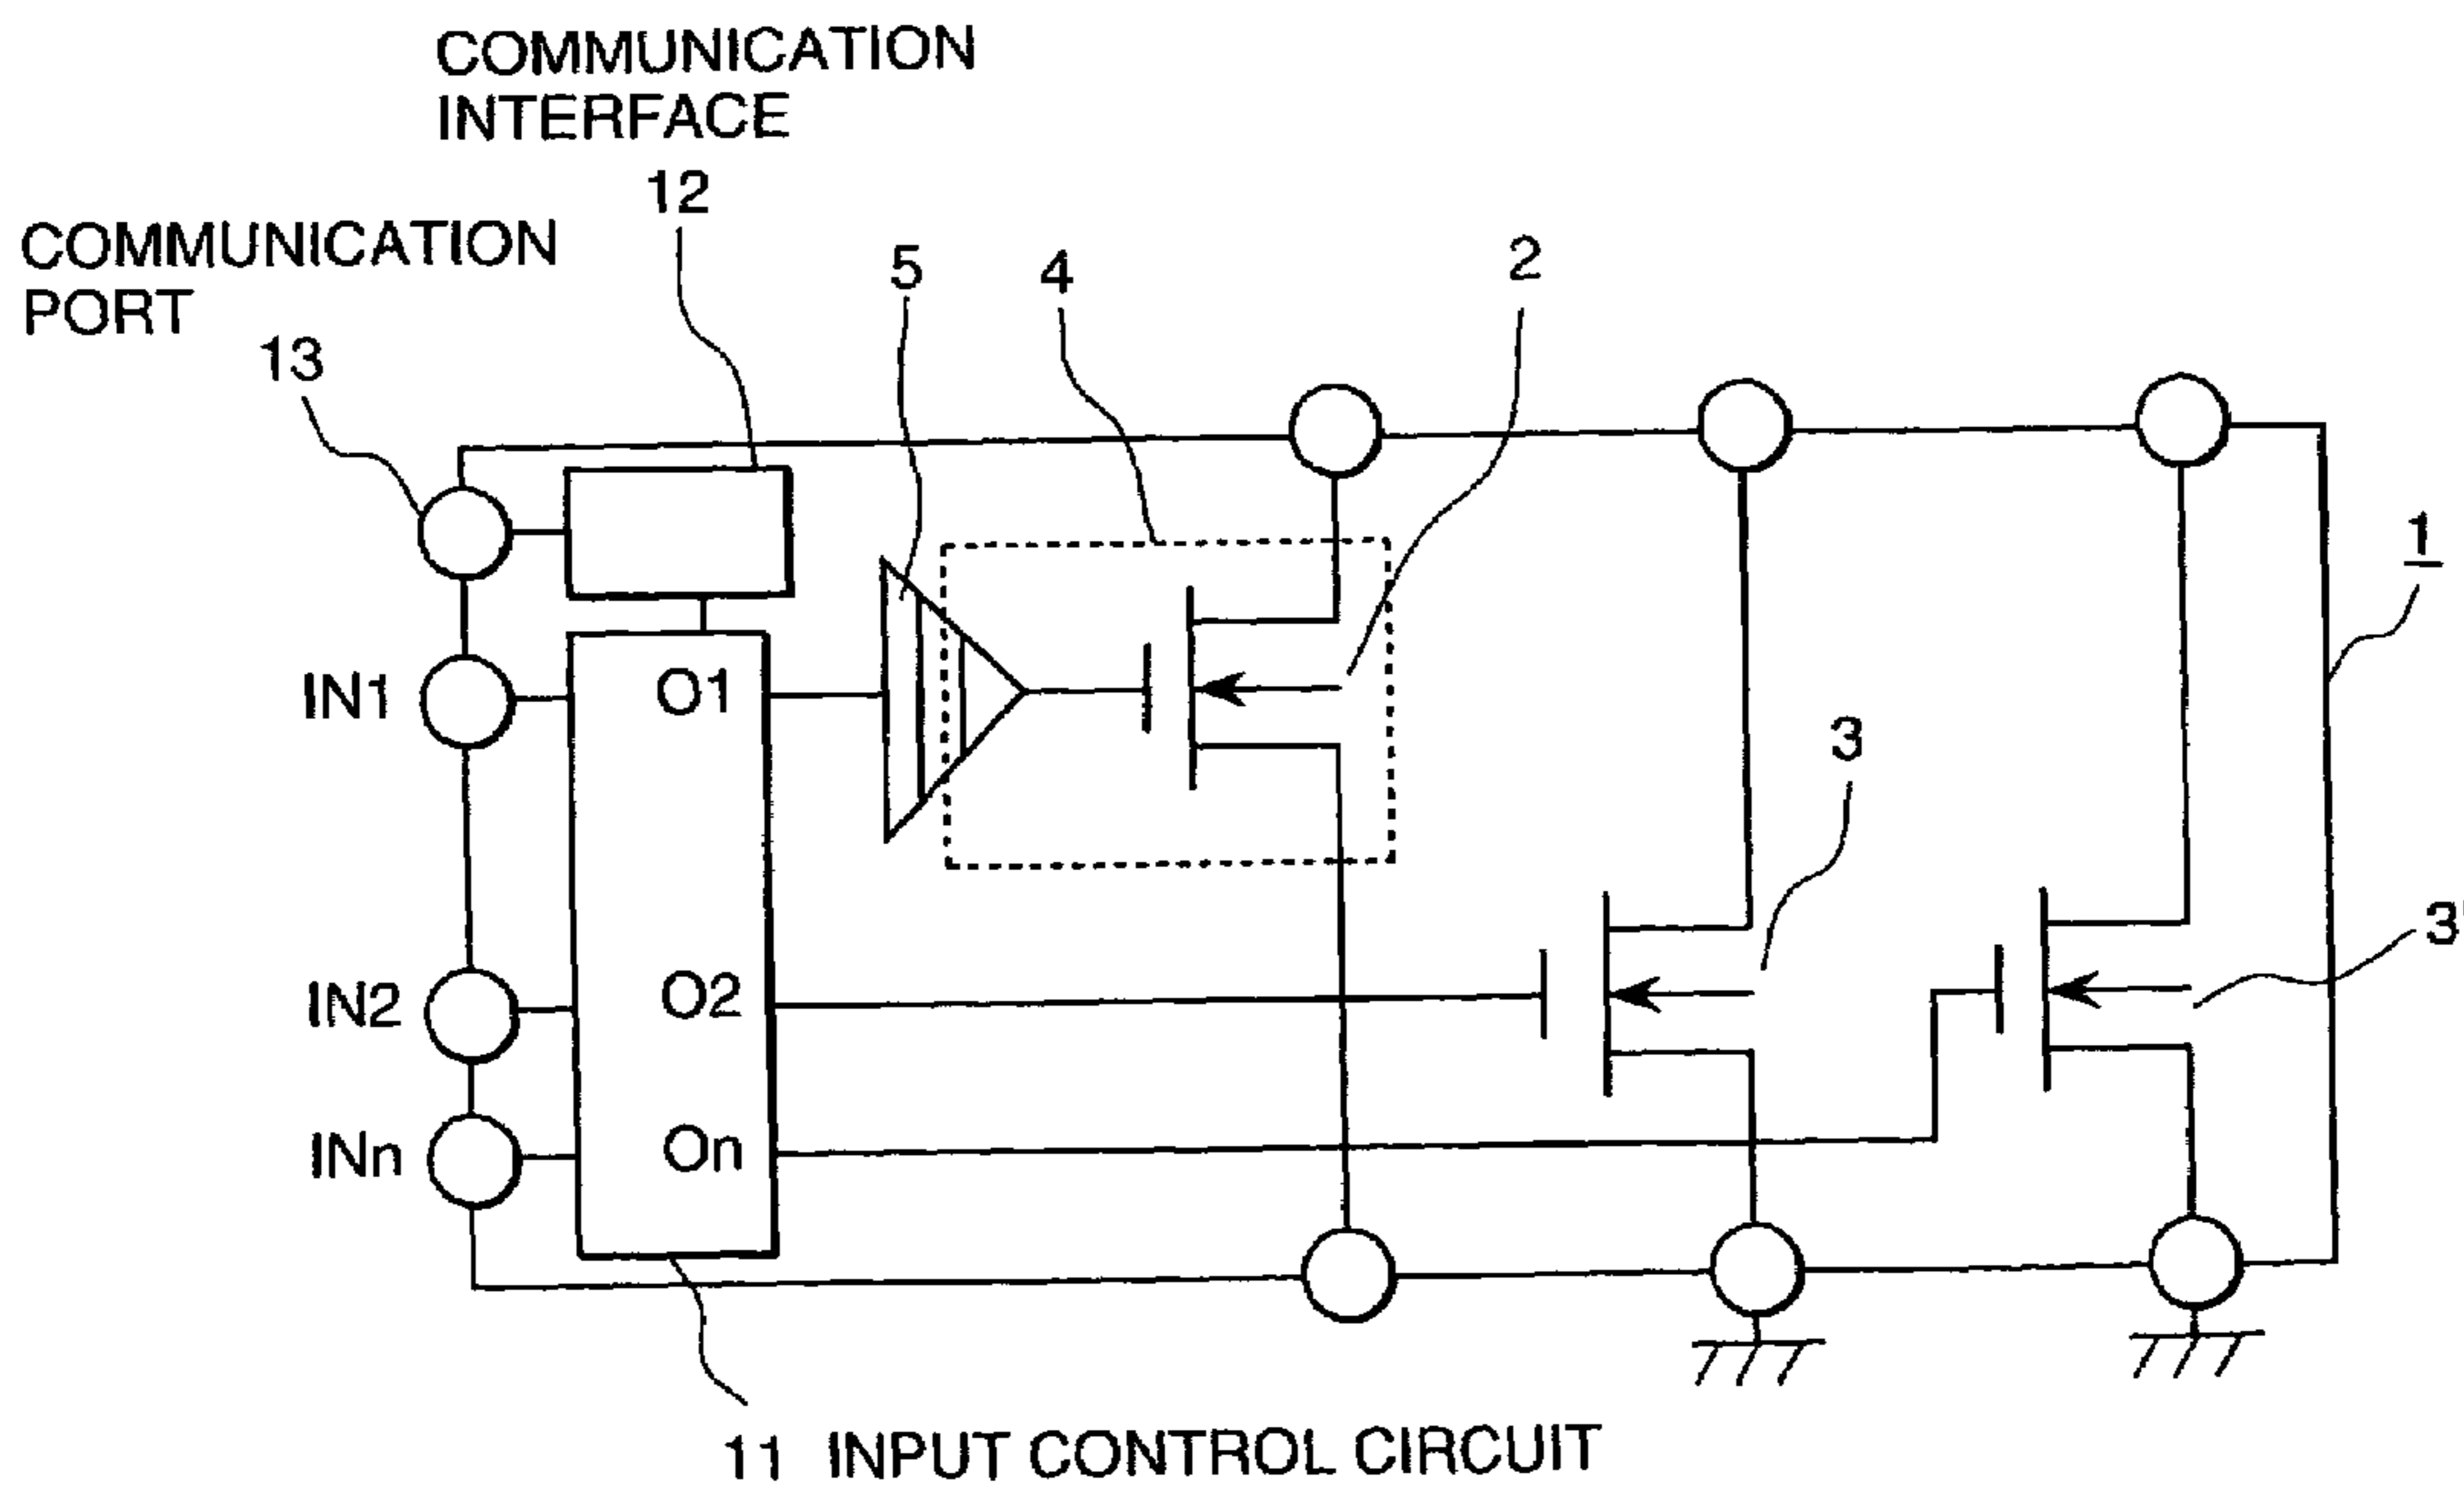 COMMUNICATION
INTERFACE
12
COMMUNICATION
PORT
13
5
4
2
1
IN1
O1
3
3'
IN2
O2
INn
On
11 INPUT CONTROL CIRCUIT